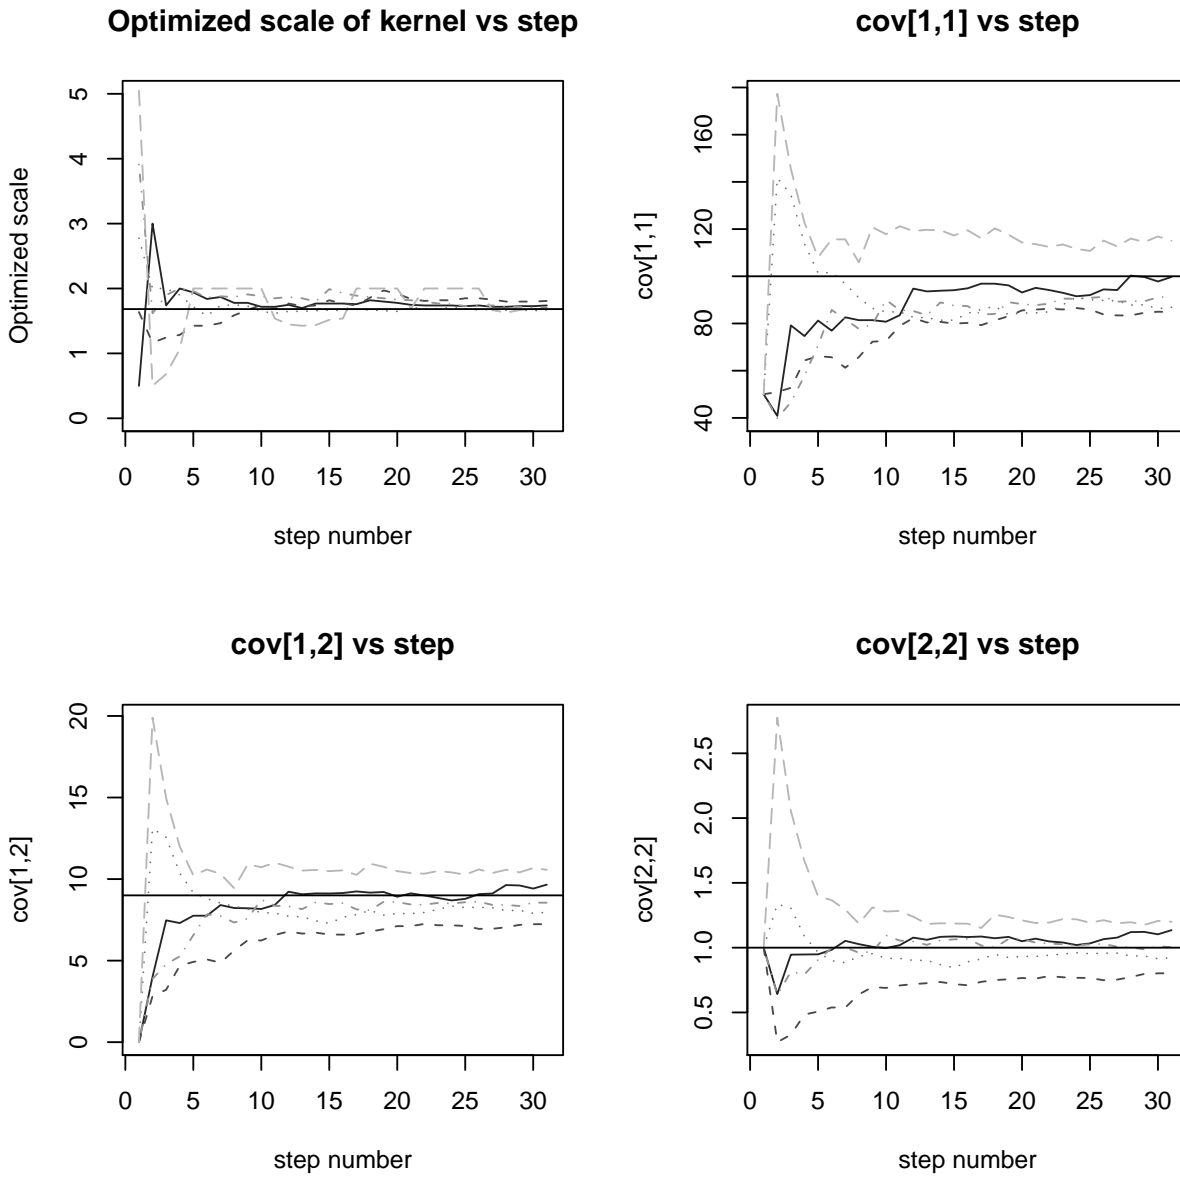 Optimized scale of kernel vs step
Optimized scale
0 1 2 3 4 5
0 5 10 15 20 25 30
step number
cov[1,1] vs step
cov[1,1]
40 80 120 160
0 5 10 15 20 25 30
step number
cov[1,2] vs step
cov[1,2]
0 5 10 15 20
0 5 10 15 20 25 30
step number
cov[2,2] vs step
cov[2,2]
0.5 1.0 1.5 2.0 2.5
0 5 10 15 20 25 30
step number